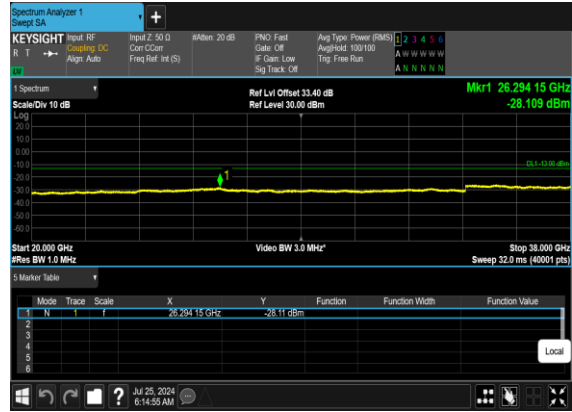 Spectrum Analyzer 1
Swept SA
+
KEYSIGHT Input: RF Input Z: 50 Ω #Atten: 20 dB PNO: Fast Avg Type: Power (RMS) 1 2 3 4 5 6
R T Coupling: DC Corr CCorr Gate: Off Avg|Hold: 100/100 A W W W W W
Align: Auto Freq Ref: Int (S) IF Gain: Low Trig: Free Run
Sig Track: Off A N N N N N
1 Spectrum Ref Lvl Offset 33.40 dB Mkr1 26.294 15 GHz
Scale/Div 10 dB Ref Level 30.00 dBm -28.109 dBm
Log
20.0
10.0
0.00
-10.0 DL1 -13.00 dBm
-20.0 1
-30.0
-40.0
-50.0
-60.0
Start 20.000 GHz Video BW 3.0 MHz* Stop 38.000 GHz
#Res BW 1.0 MHz Sweep 32.0 ms (40001 pts)
5 Marker Table
Mode Trace Scale X Y Function Function Width Function Value
1 N 1 f 26.294 15 GHz -28.11 dBm
2
3
4
5
6
Local
? Jul 25, 2024
6:14:55 AM